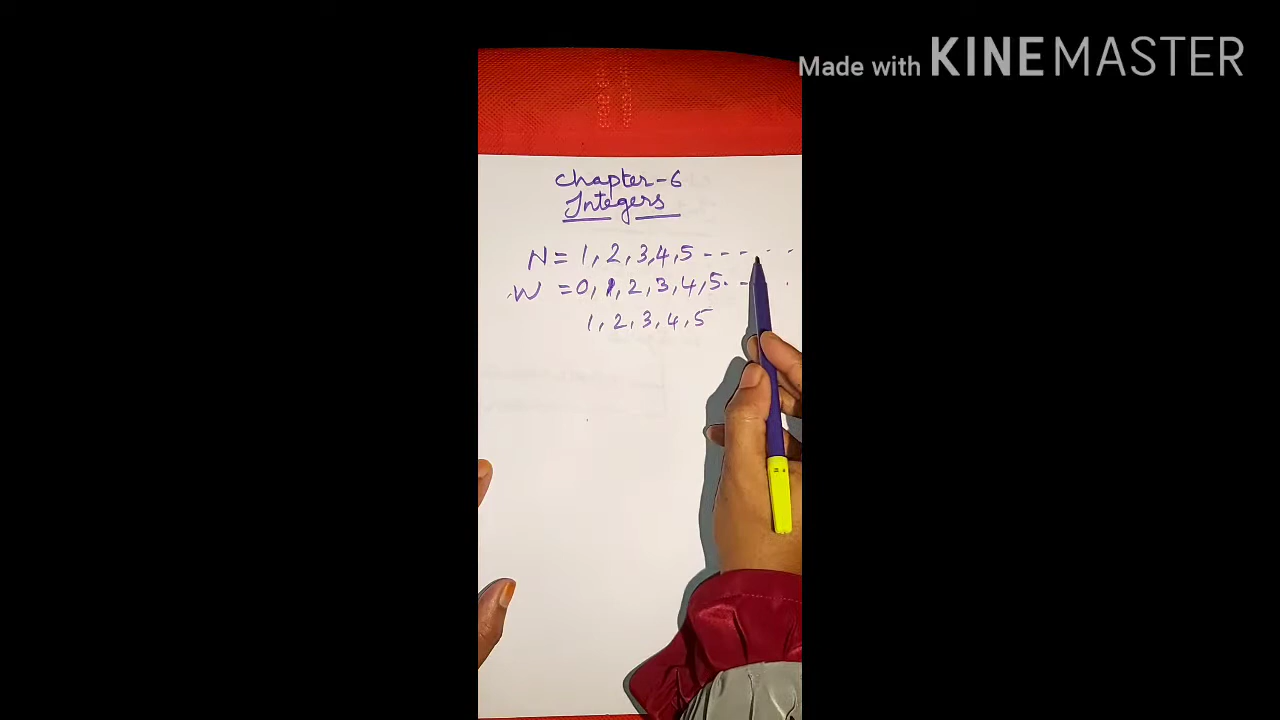 Made with KINEMASTER
Chapter-6
Integers
N = 1, 2, 3, 4, 5 - - - - - -
W = 0, 1, 2, 3, 4, 5. - .
1, 2, 3, 4, 5